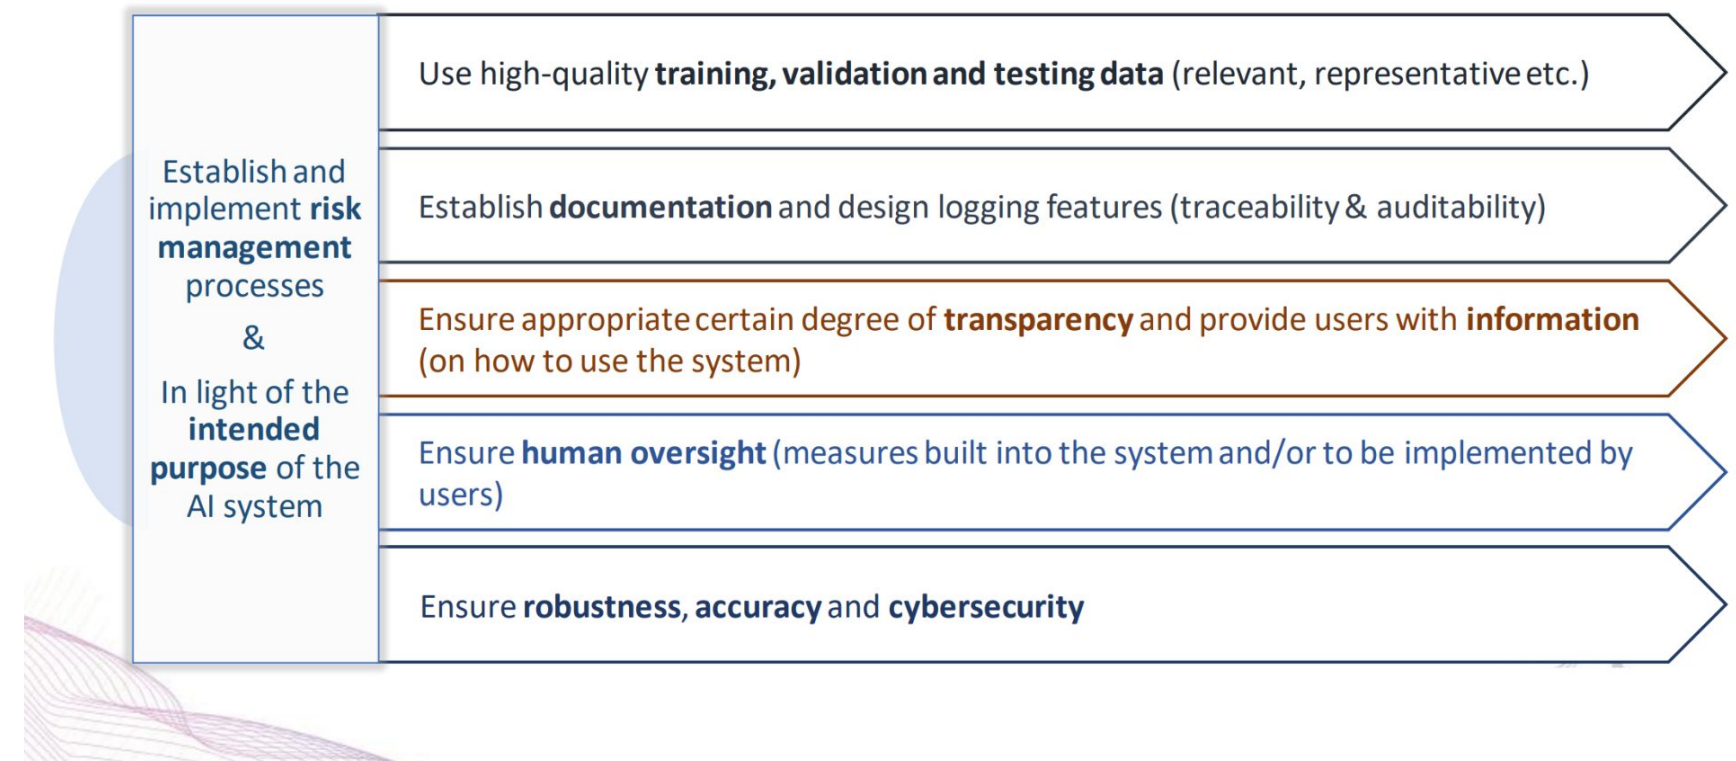 Establish and
implement risk
management
processes
&
In light of the
intended
purpose of the
AI system
Use high-quality training, validation and testing data (relevant, representative etc.)
Establish documentation and design logging features (traceability & auditability)
Ensure appropriate certain degree of transparency and provide users with information
(on how to use the system)
Ensure human oversight (measures built into the system and/or to be implemented by
users)
Ensure robustness, accuracy and cybersecurity